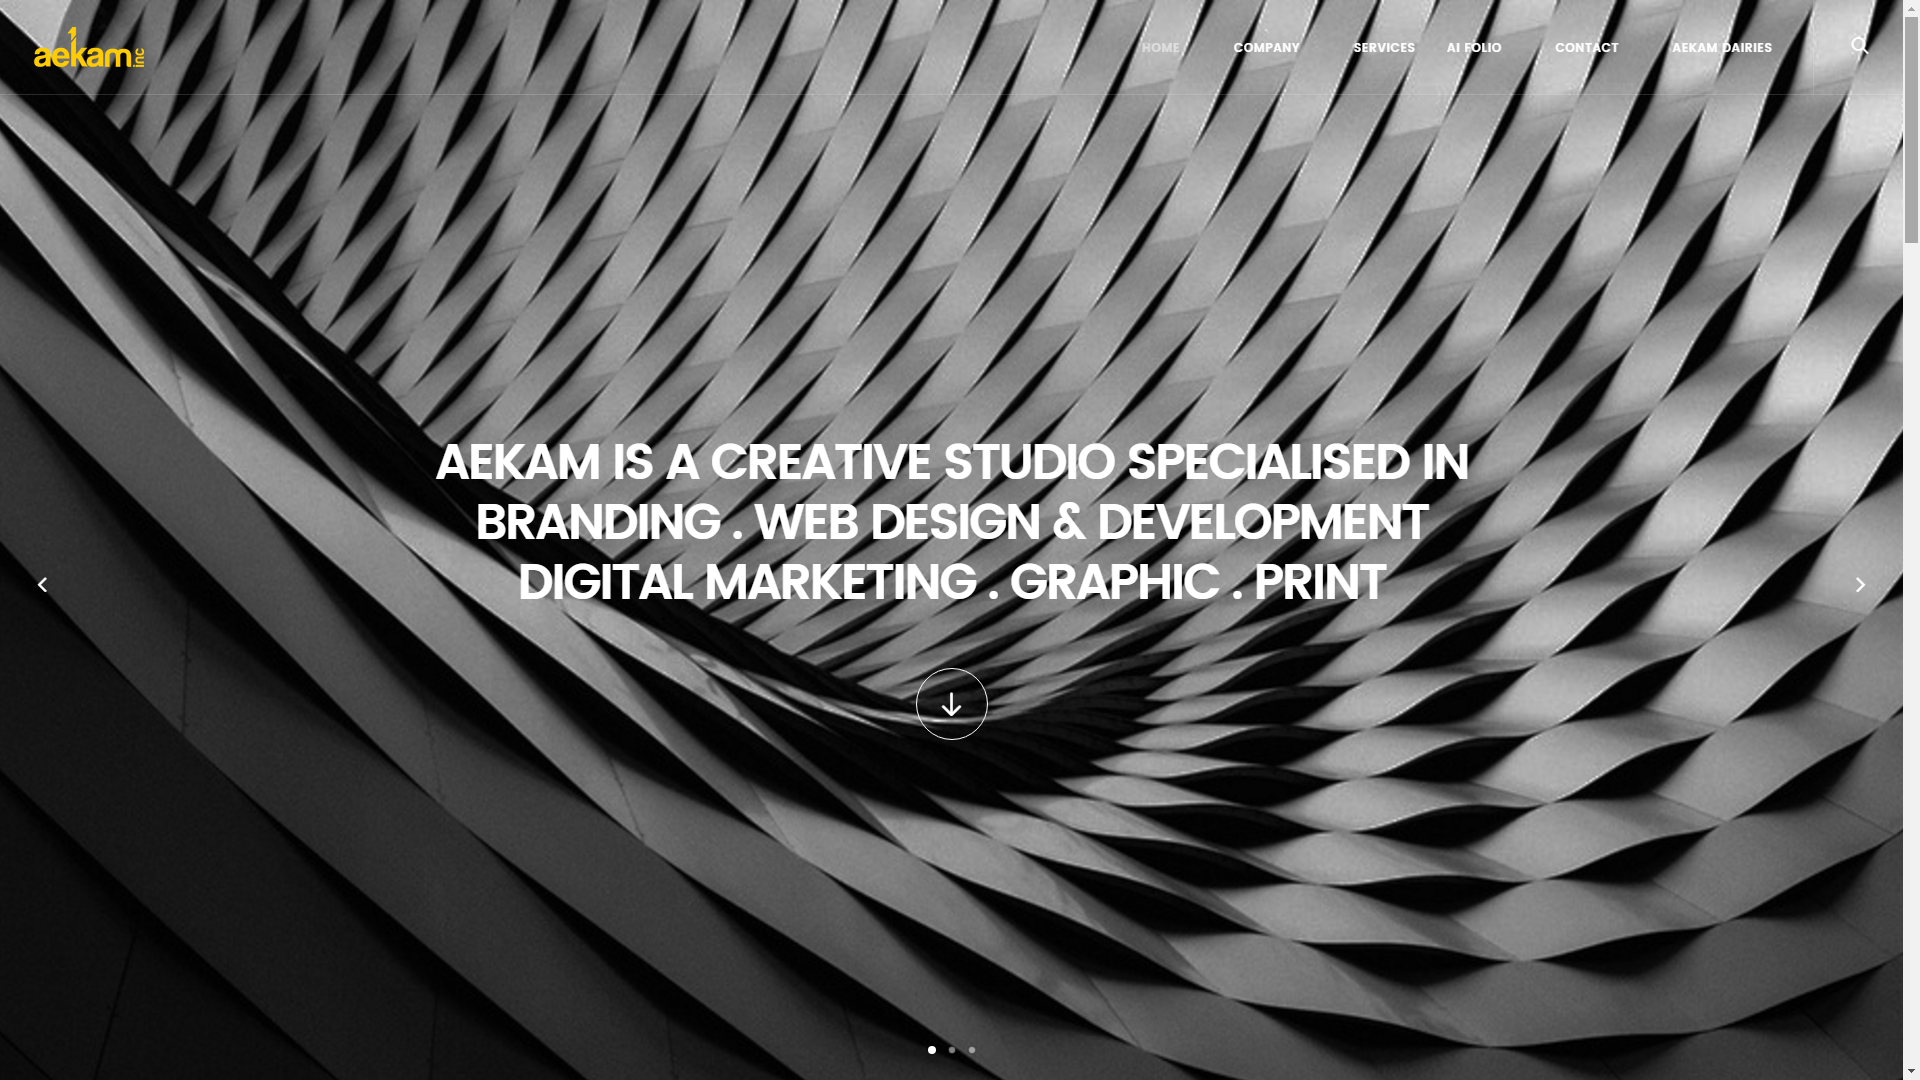 aekam.inc
HOME COMPANY SERVICES AI FOLIO CONTACT AEKAM DAIRIES
AEKAM IS A CREATIVE STUDIO SPECIALISED IN
BRANDING . WEB DESIGN & DEVELOPMENT
DIGITAL MARKETING . GRAPHIC . PRINT